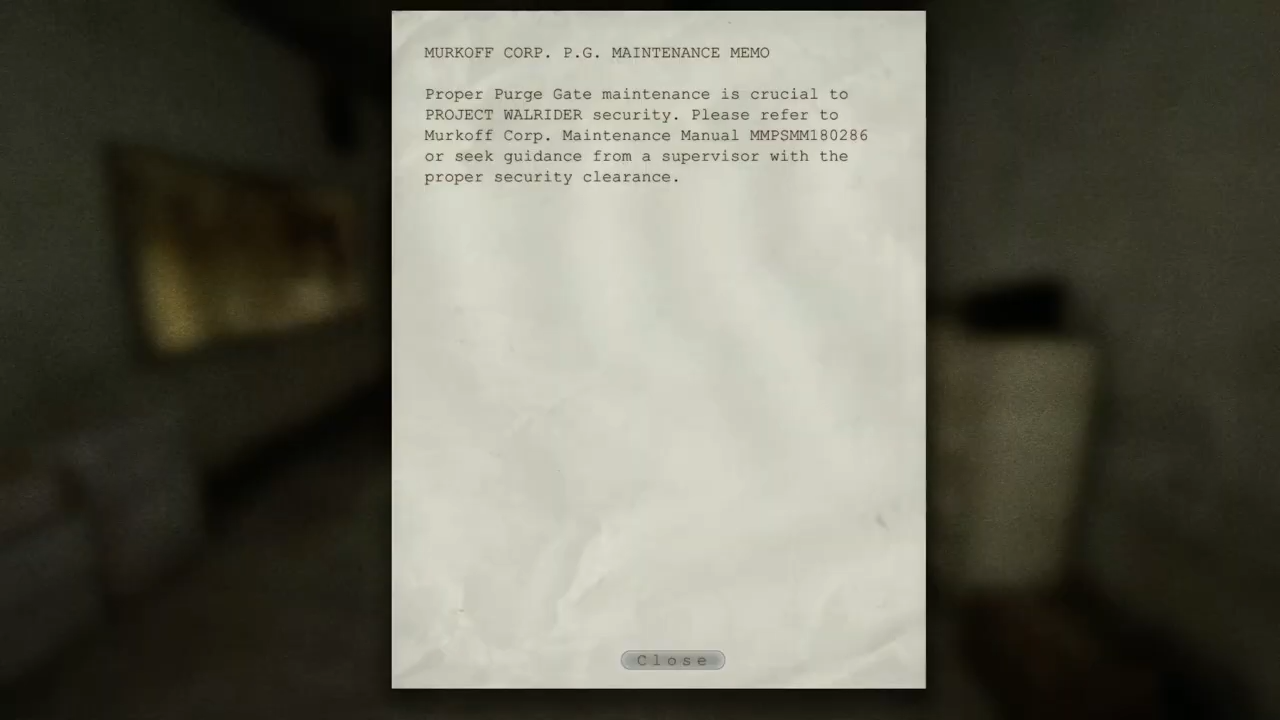 MURKOFF CORP. P.G. MAINTENANCE MEMO
Proper Purge Gate maintenance is crucial to
PROJECT WALRIDER security. Please refer to
Murkoff Corp. Maintenance Manual MMPSMM180286
or seek guidance from a supervisor with the
proper security clearance.
Close